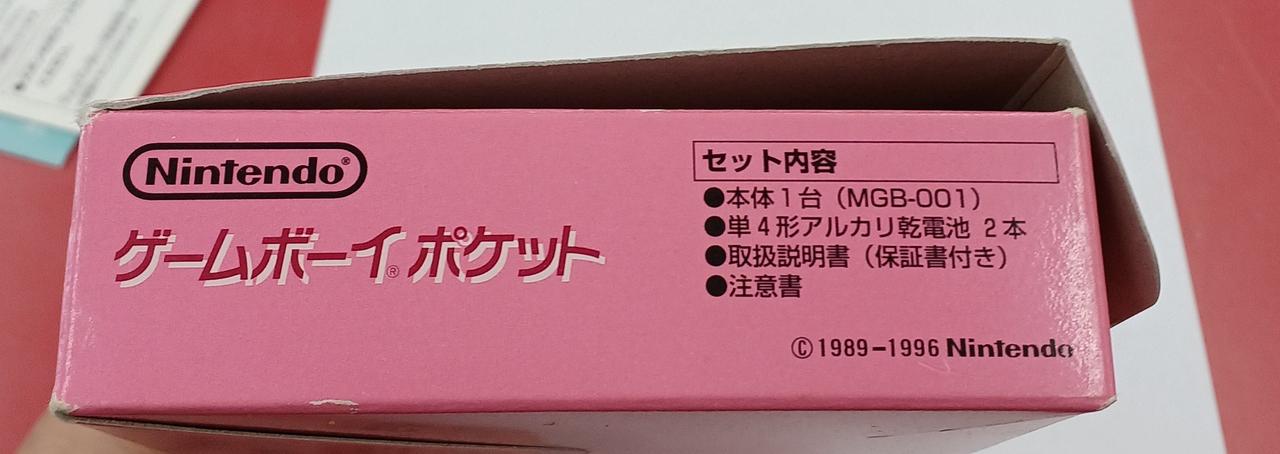 Nintendo®
ゲームボーイ® ポケット
セット内容
●本体1台（MGB-001）
●単4形アルカリ乾電池 2本
●取扱説明書（保証書付き）
●注意書
©1989-1996 Nintendo